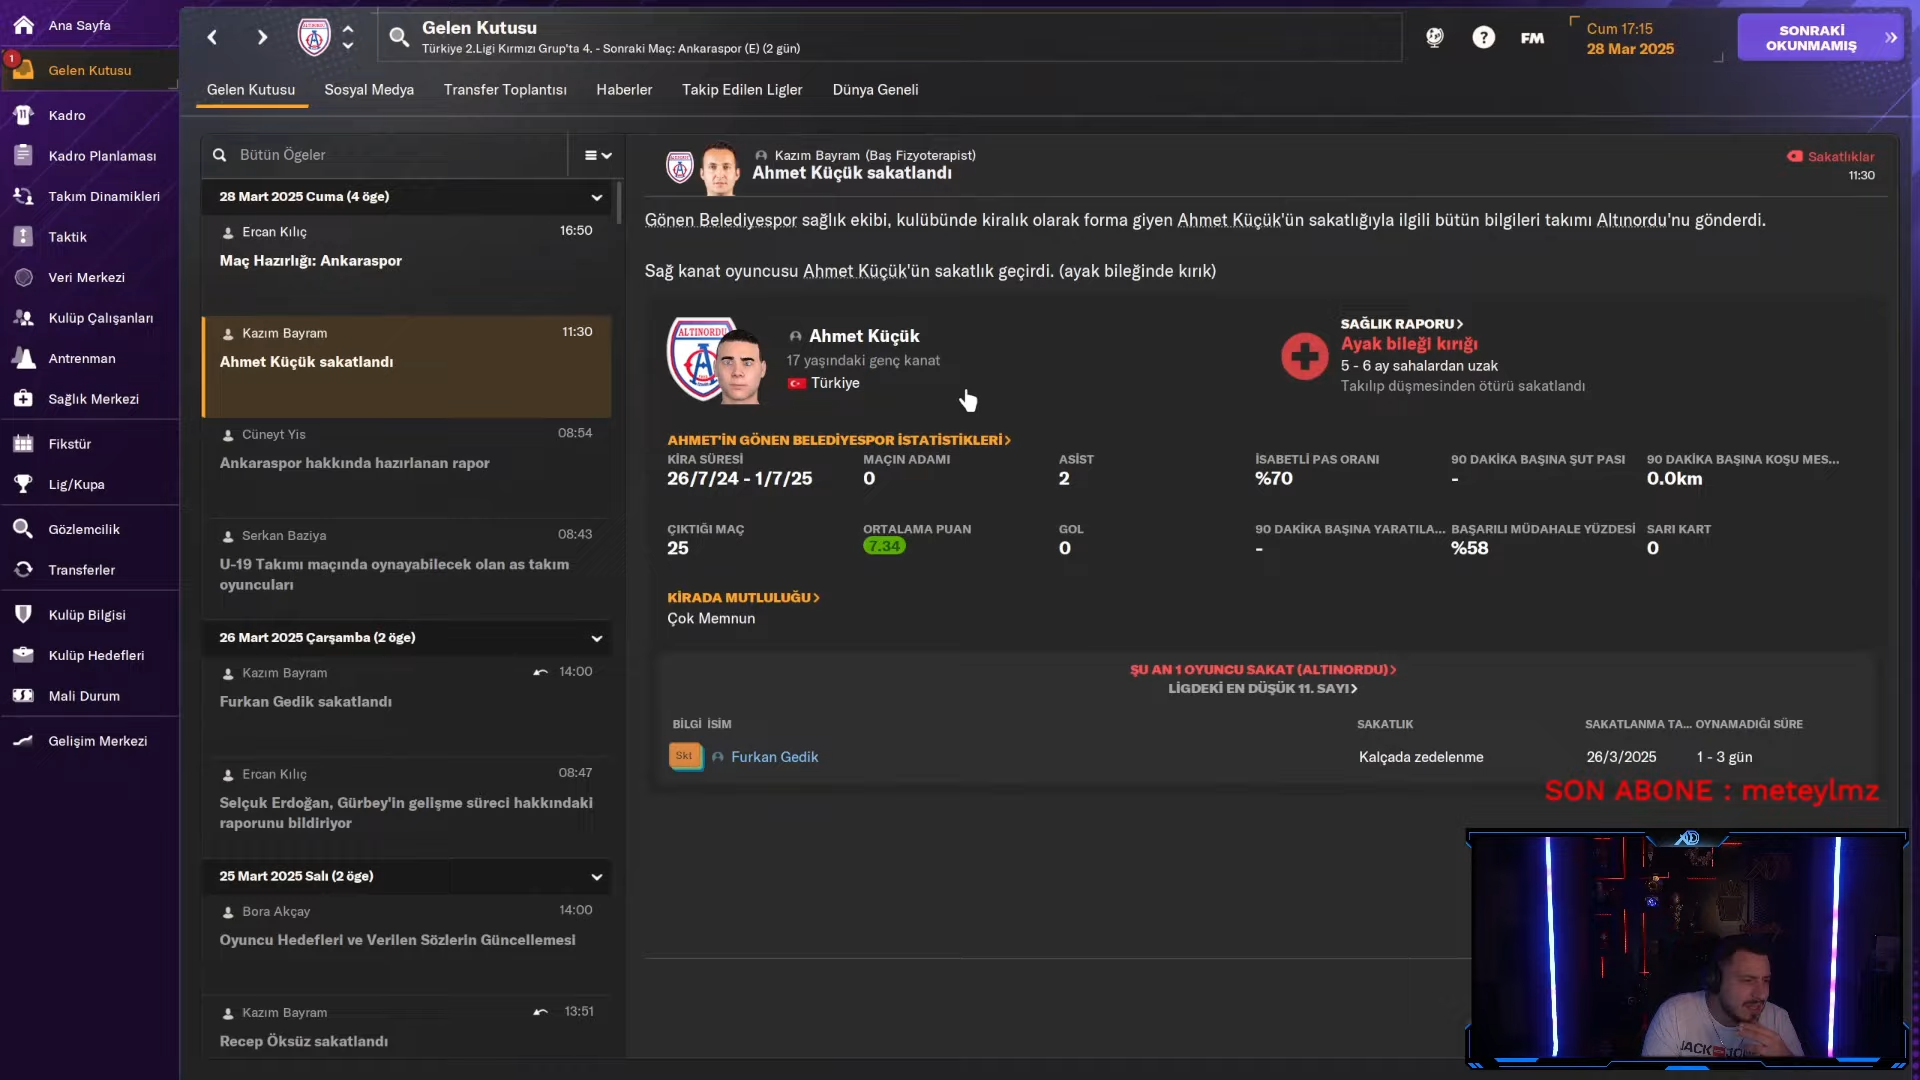 Ana Sayfa
1
Gelen Kutusu
Kadro
Kadro Planlaması
Takım Dinamikleri
Taktik
Veri Merkezi
Kulüp Çalışanları
Antrenman
Sağlık Merkezi
Fikstür
Lig/Kupa
Gözlemcilik
Transferler
Kulüp Bilgisi
Kulüp Hedefleri
Mali Durum
Gelişim Merkezi
Gelen Kutusu
Türkiye 2.Ligi Kırmızı Grup'ta 4. - Sonraki Maç: Ankaraspor (E) (2 gün)
FM
Cum 17:15
28 Mar 2025
SONRAKİ
OKUNMAMIŞ
Gelen Kutusu Sosyal Medya Transfer Toplantısı Haberler Takip Edilen Ligler Dünya Geneli
Bütün Ögeler
28 Mart 2025 Cuma (4 öge)
Ercan Kılıç 16:50
Maç Hazırlığı: Ankaraspor
Kazım Bayram 11:30
Ahmet Küçük sakatlandı
Cüneyt Yis 08:54
Ankaraspor hakkında hazırlanan rapor
Serkan Baziya 08:43
U-19 Takımı maçında oynayabilecek olan as takım
oyuncuları
26 Mart 2025 Çarşamba (2 öge)
Kazım Bayram 14:00
Furkan Gedik sakatlandı
Ercan Kılıç 08:47
Selçuk Erdoğan, Gürbey'in gelişme süreci hakkındaki
raporunu bildiriyor
25 Mart 2025 Salı (2 öge)
Bora Akçay 14:00
Oyuncu Hedefleri ve Verilen Sözlerin Güncellemesi
Kazım Bayram 13:51
Recep Öksüz sakatlandı
Kazım Bayram (Baş Fizyoterapist)
Ahmet Küçük sakatlandı
Sakatlıklar
11:30
Gönen Belediyespor sağlık ekibi, kulübünde kiralık olarak forma giyen Ahmet Küçük'ün sakatlığıyla ilgili bütün bilgileri takımı Altınordu'nu gönderdi.
Sağ kanat oyuncusu Ahmet Küçük'ün sakatlık geçirdi. (ayak bileğinde kırık)
ALTINORDU
Ahmet Küçük
17 yaşındaki genç kanat
Türkiye
SAĞLIK RAPORU
Ayak bileği kırığı
5 - 6 ay sahalardan uzak
Takılıp düşmesinden ötürü sakatlandı
AHMET'İN GÖNEN BELEDİYESPOR İSTATİSTİKLERİ
KİRA SÜRESİ MAÇIN ADAMI ASİST İSABETLİ PAS ORANI 90 DAKİKA BAŞINA ŞUT PASI 90 DAKİKA BAŞINA KOŞU MES...
26/7/24 - 1/7/25 0 2 %70 - 0.0km
ÇIKTIĞI MAÇ ORTALAMA PUAN GOL 90 DAKİKA BAŞINA YARATILA... BAŞARILI MÜDAHALE YÜZDESİ SARI KART
25 7.34 0 - %58 0
KİRADA MUTLULUĞU
Çok Memnun
ŞU AN 1 OYUNCU SAKAT (ALTINORDU)
LİGDEKİ EN DÜŞÜK 11. SAYI
BİLGİ İSİM SAKATLIK SAKATLANMA TA... OYNAMADIĞI SÜRE
Skt Furkan Gedik Kalçada zedelenme 26/3/2025 1 - 3 gün
SON ABONE : meteylmz